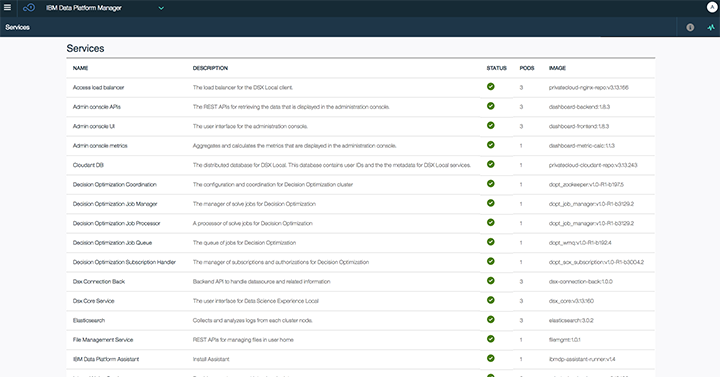 IBM Data Platform Manager
A
Services
Services
NAME DESCRIPTION STATUS PODS IMAGE
Access load balancer The load balancer for the DSX Local client. 3 privatecloud-nginx-repo:v3.13.166
Admin console APIs The REST APIs for retrieving the data that is displayed in the administration console. 3 dashboard-backend:1.8.3
Admin console UI The user interface for the administration console. 3 dashboard-frontend:1.8.3
Admin console metrics Aggregates and calculates the metrics that are displayed in the administration console. 1 dashboard-metric-calc:1.1.3
Cloudant DB The distributed database for DSX Local. This database contains user IDs and the the metadata for DSX Local services. 1 privatecloud-cloudant-repo:v3.13.243
Decision Optimization Coordination The configuration and coordination for Decision Optimization cluster 1 dopt_zookeeper:v1.0-R1-b197.5
Decision Optimization Job Manager The manager of solve jobs for Decision Optimization 1 dopt_job_manager:v1.0-R1-b3129.2
Decision Optimization Job Processor A processor of solve jobs for Decision Optimization 1 dopt_job_manager:v1.0-R1-b3129.2
Decision Optimization Job Queue The queue of jobs for Decision Optimization 1 dopt_wmq:v1.0-R1-b192.4
Decision Optimization Subscription Handler The manager of subscriptions and authorizations for Decision Optimization 1 dopt_scx_subscription:v1.0-R1-b3004.2
Dsx Connection Back Backend API to handle datasource and related information 3 dsx-connection-back:1.0.0
Dsx Core Service The user interface for Data Science Experience Local 3 dsx_core:v3.13.160
Elasticsearch Collects and analyzes logs from each cluster node. 3 elasticsearch:3.0.2
File Management Service REST APIs for managing files in user home 1 filemgmt:1.0.1
IBM Data Platform Assistant Install Assistant 1 ibmdp-assistant-runner:v1.4